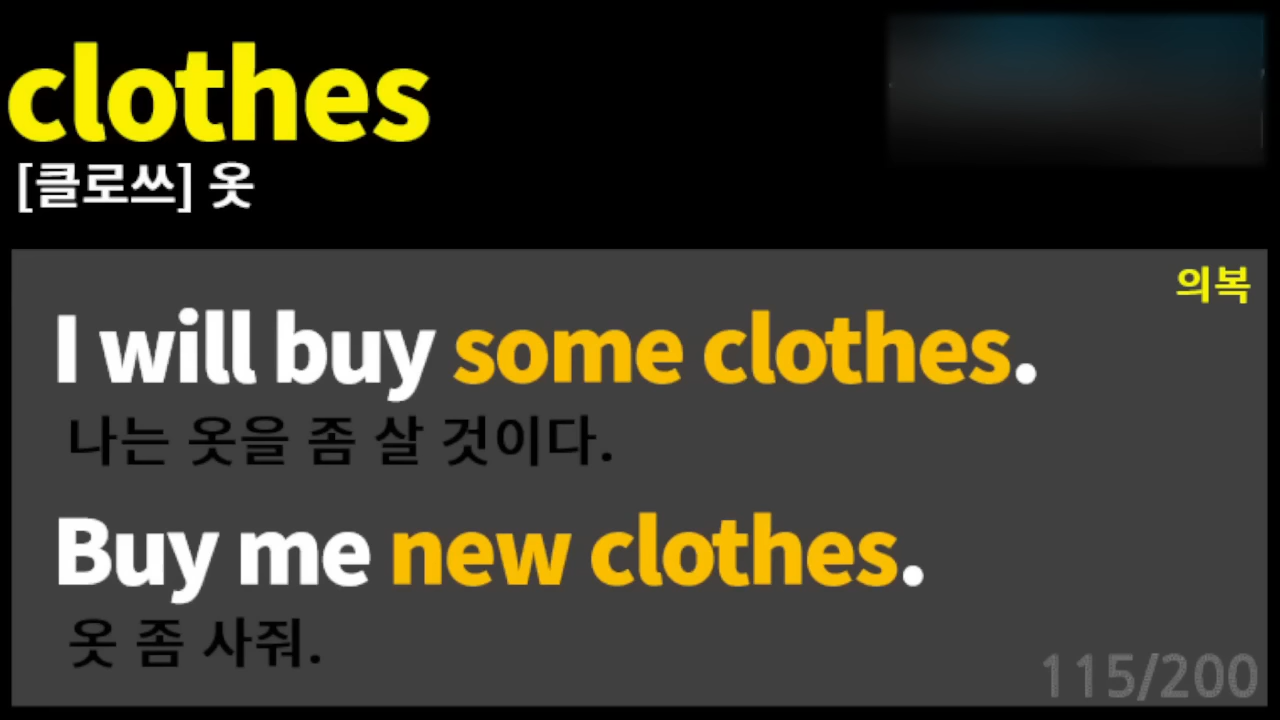 clothes
[클로쓰] 옷
의복
I will buy some clothes.
나는 옷을 좀 살 것이다.
Buy me new clothes.
옷 좀 사줘.
115/200